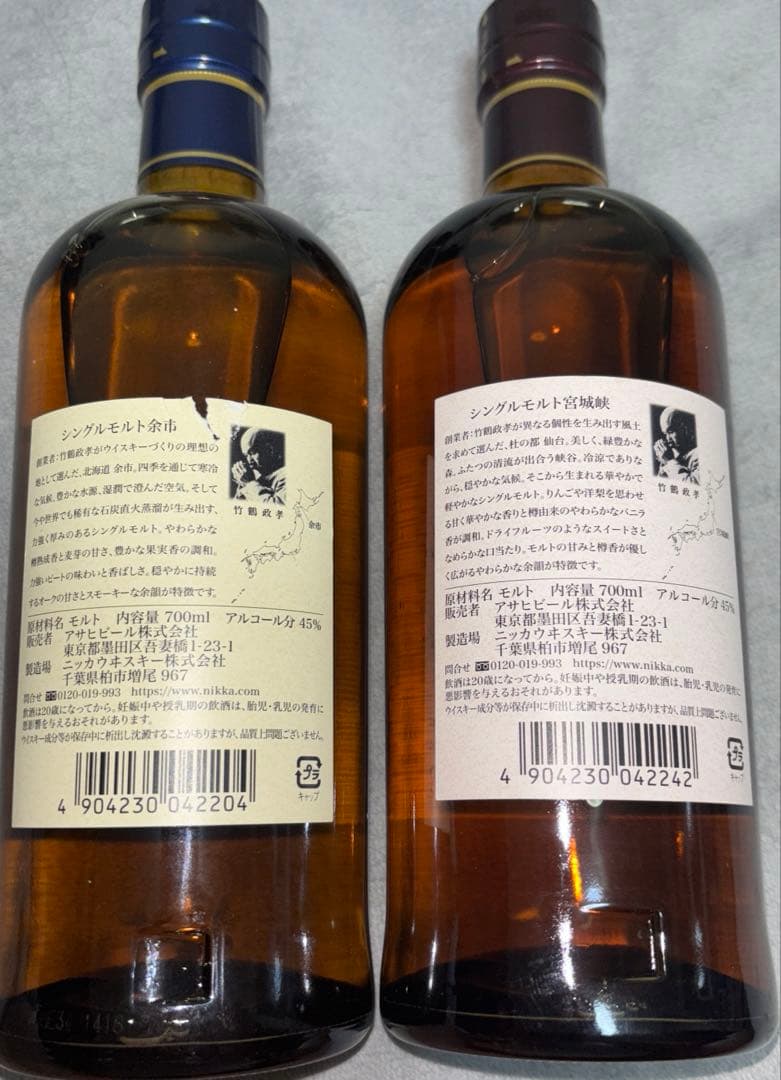 シングルモルト余市
創業者:竹鶴政孝がウイスキーづくりの理想の
地として選んだ、北海道 余市。四季を通じて寒冷
な気候、豊かな水源、湿潤で澄んだ空気。そして
今や世界でも稀有な石炭直火蒸溜が生み出す、
力強く厚みのあるシングルモルト。やわらかな
樽熟成香と麦芽の甘さ、豊かな果実香の調和。
力強いピートの味わいと香ばしさ。穏やかに持続
するオークの甘さとスモーキーな余韻が特徴です。
竹鶴政孝
余市
原材料名 モルト 内容量 700ml アルコール分 45%
販売者 アサヒビール株式会社
東京都墨田区吾妻橋1-23-1
製造場 ニッカウヰスキー株式会社
千葉県柏市増尾 967
問合せ 0120-019-993 https://www.nikka.com
飲酒は20歳になってから。妊娠中や授乳期の飲酒は、胎児・乳児の発育に
悪影響を与えるおそれがあります。
ウイスキー成分等が保存中に析出し沈澱することがありますが、品質上問題ございません。
4 904230 042204
プラ
キャップ
シングルモルト宮城峡
創業者:竹鶴政孝が異なる個性を生み出す風土
を求めて選んだ、杜の都 仙台。美しく、緑豊かな
森。ふたつの清流が出合う峡谷。冷涼でありな
がら、穏やかな気候。そこから生まれる華やかで
軽やかなシングルモルト。りんごや洋梨を思わせ
る甘く華やかな香りと樽由来のやわらかなバニラ
香が調和。ドライフルーツのようなスイートさと
なめらかな口当たり。モルトの甘みと樽香が優し
く広がるやわらかな余韻が特徴です。
竹鶴政孝
原材料名 モルト 内容量 700ml アルコール分 45%
販売者 アサヒビール株式会社
東京都墨田区吾妻橋1-23-1
製造場 ニッカウヰスキー株式会社
千葉県柏市増尾 967
問合せ 0120-019-993 https://www.nikka.com
飲酒は20歳になってから。妊娠中や授乳期の飲酒は、胎児・乳児の発育に
悪影響を与えるおそれがあります。
ウイスキー成分等が保存中に析出し沈澱することがありますが、品質上問題ございません。
4 904230 042242
プラ
キャップ